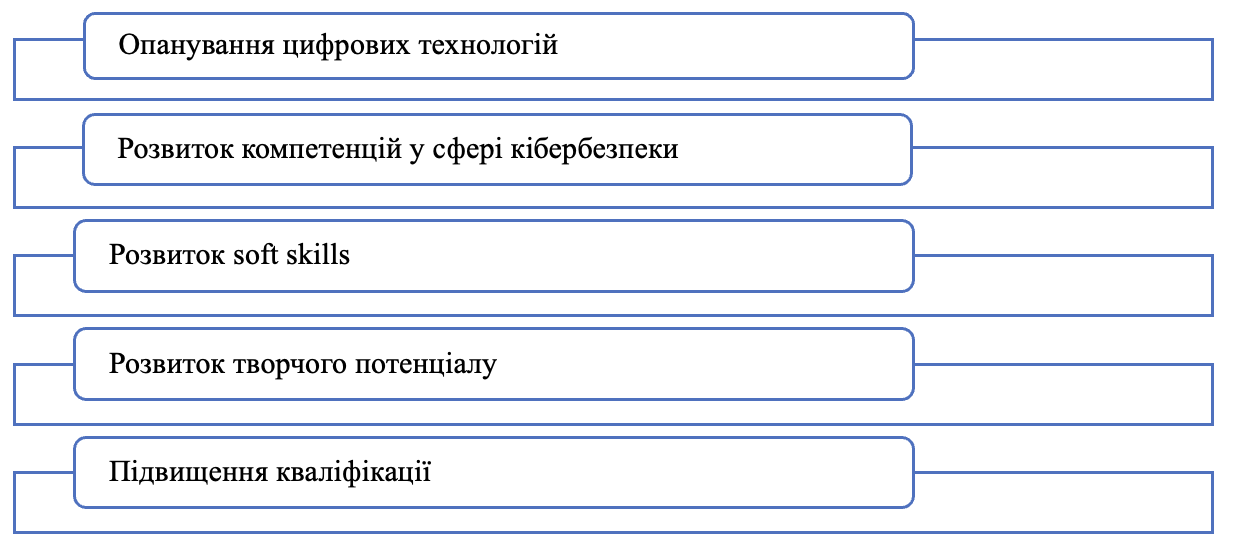 Опанування цифрових технологій
Розвиток компетенцій у сфері кібербезпеки
Розвиток soft skills
Розвиток творчого потенціалу
Підвищення кваліфікації